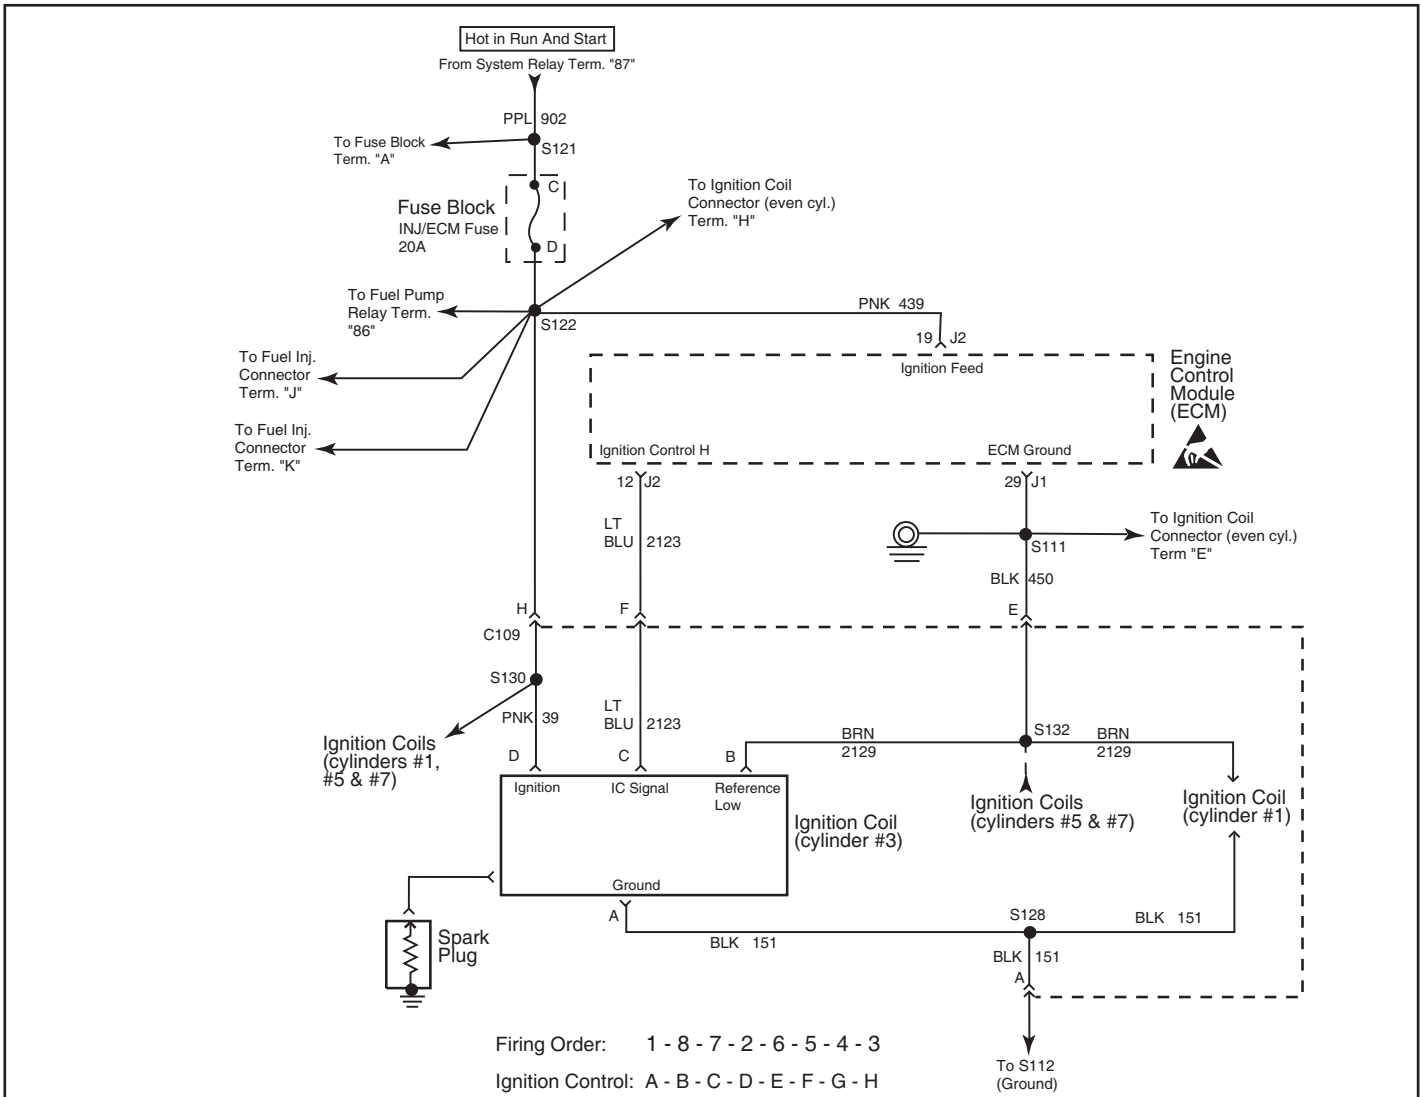 Hot in Run And Start
From System Relay Term. "87"
PPL 902
To Fuse Block
Term. "A"
S121
C
Fuse Block
INJ/ECM Fuse
20A
D
To Ignition Coil
Connector (even cyl.)
Term. "H"
To Fuel Pump
Relay Term.
"86"
S122
PNK 439
19 J2
To Fuel Inj.
Connector
Term. "J"
To Fuel Inj.
Connector
Term. "K"
Ignition Feed
Engine
Control
Module
(ECM)
Ignition Control H
ECM Ground
12 J2
29 J1
LT
BLU 2123
To Ignition Coil
Connector (even cyl.)
Term "E"
S111
BLK 450
H
F
E
C109
S130
PNK 39
LT
BLU 2123
Ignition Coils
(cylinders #1,
#5 & #7)
D
C
B
BRN
2129
S132
BRN
2129
Ignition
IC Signal
Reference
Low
Ignition Coil
(cylinder #3)
Ignition Coils
(cylinders #5 & #7)
Ignition Coil
(cylinder #1)
Ground
A
BLK 151
S128
BLK 151
BLK 151
A
Spark
Plug
To S112
(Ground)
Firing Order: 1 - 8 - 7 - 2 - 6 - 5 - 4 - 3
Ignition Control: A - B - C - D - E - F - G - H